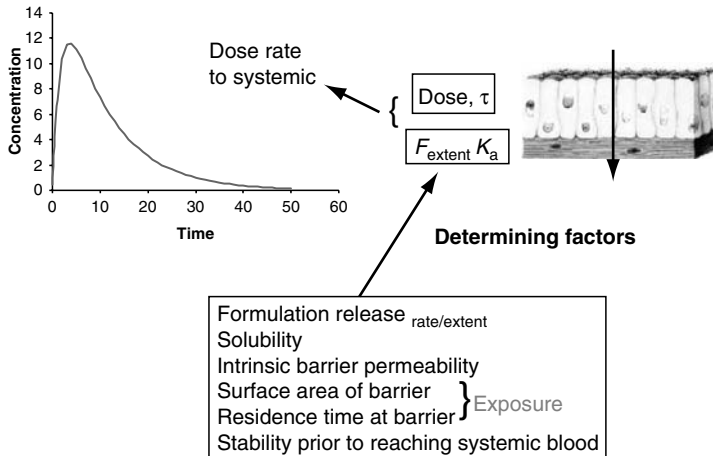 14
12
10
8
6
4
2
0
Concentration
0 10 20 30 40 50 60
Time
Dose rate
to systemic
{
Dose, τ
F extent K a
Determining factors
Formulation release rate/extent
Solubility
Intrinsic barrier permeability
Surface area of barrier
Residence time at barrier
} Exposure
Stability prior to reaching systemic blood